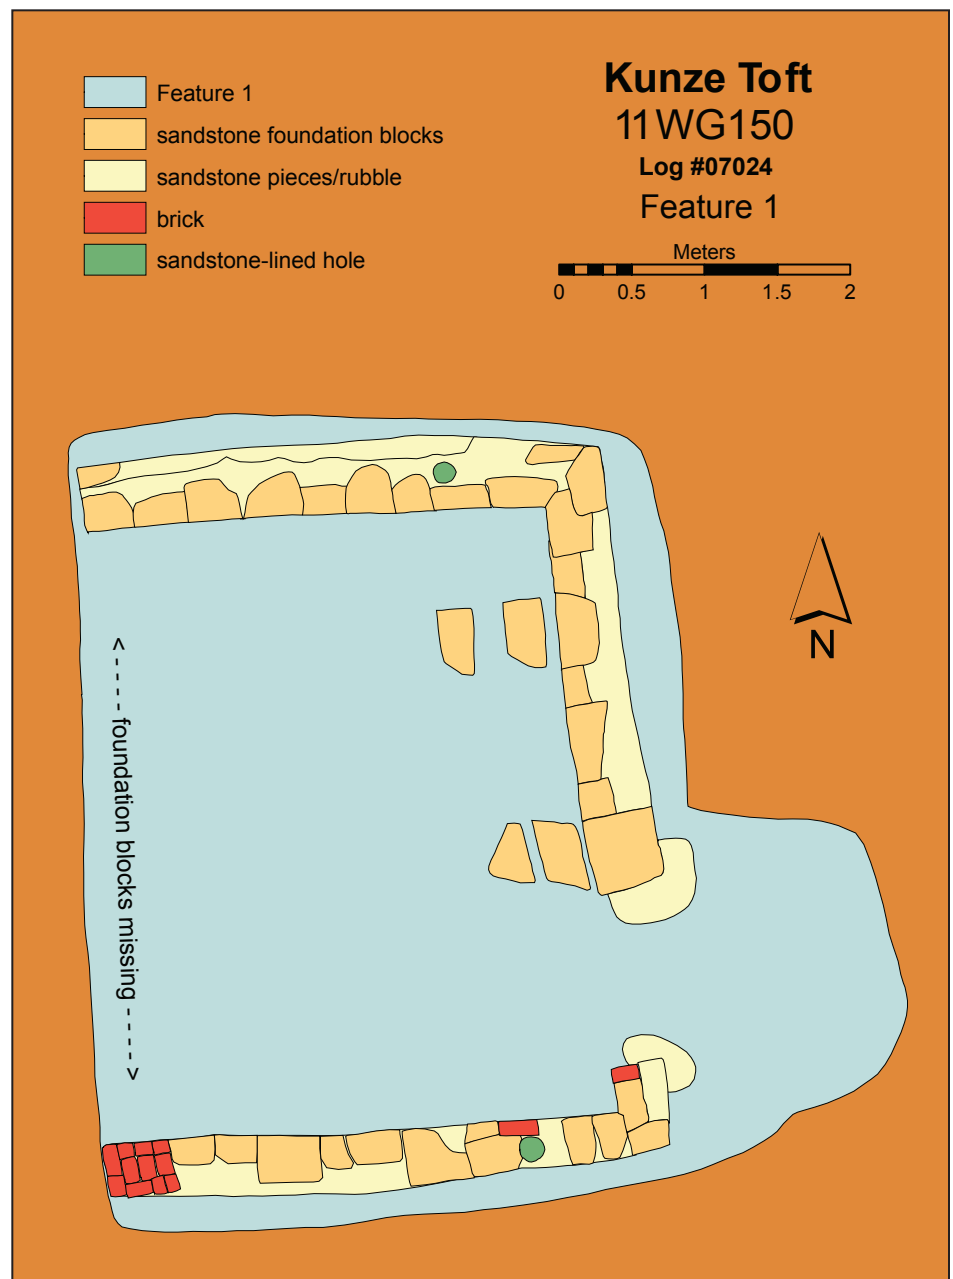 Kunze Toft
11WG150
Log #07024
Feature 1
Meters
0 0.5 1 1.5 2
Feature 1
sandstone foundation blocks
sandstone pieces/rubble
brick
sandstone-lined hole
N
<---- foundation blocks missing ---->